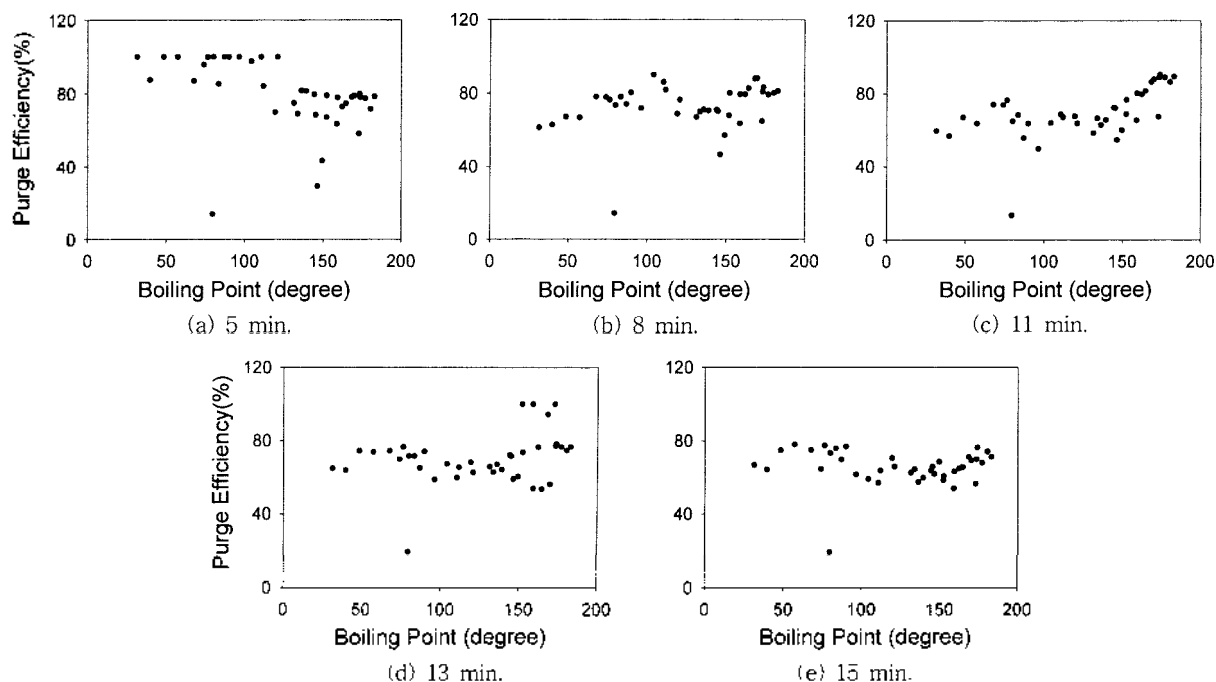 Purge Efficiency(%)
120
80
40
0
0 50 100 150 200
Boiling Point (degree)
(a) 5 min.
120
80
40
0
0 50 100 150 200
Boiling Point (degree)
(b) 8 min.
120
80
40
0
0 50 100 150 200
Boiling Point (degree)
(c) 11 min.
Purge Efficiency(%)
120
80
40
0
0 50 100 150 200
Boiling Point (degree)
(d) 13 min.
120
80
40
0
0 50 100 150 200
Boiling Point (degree)
(e) 15 min.